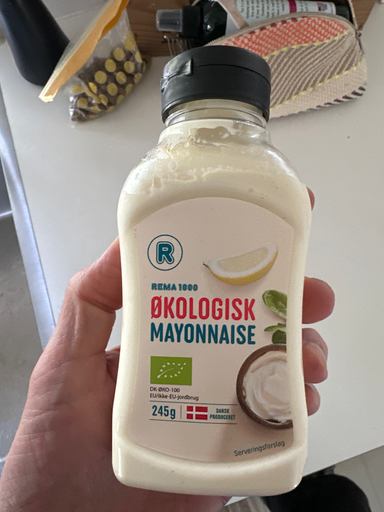 R
REMA 1000
ØKOLOGISK
MAYONNAISE
DK-ØKO-100
EU/ikke-EU-jordbrug
245g
DANSK
PRODUCERET
Serveringsforslag